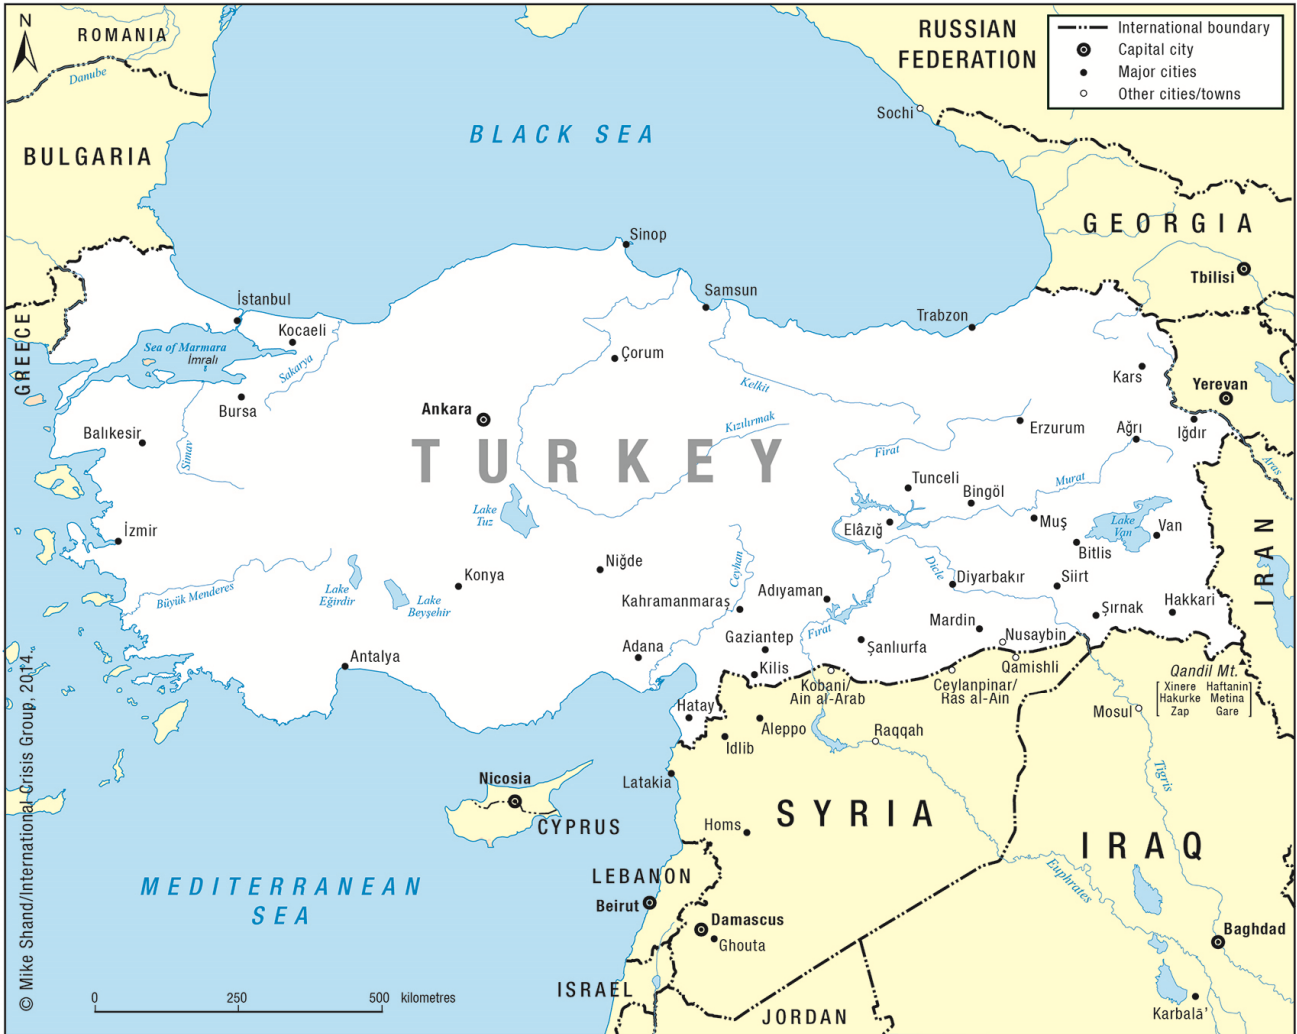 N
ROMANIA
Danube
BULGARIA
BLACK SEA
RUSSIAN
FEDERATION
Sochi
International boundary
Capital city
Major cities
Other cities/towns
GEORGIA
Tbilisi
Sinop
Samsun
Trabzon
İstanbul
Kocaeli
Sea of Marmara
İmralı
Sakarya
GREECE
Bursa
Balıkesir
Simav
Çorum
Ankara
Kelkit
Kızılırmak
TURKEY
Kars
Yerevan
Erzurum
Ağrı
Iğdır
Aras
Fırat
Tunceli
Bingöl
Murat
Lake
Tuz
Elâzığ
Muş
Lake
Van
Van
Bitlis
IRAN
İzmir
Büyük Menderes
Lake
Eğirdir
Lake
Beyşehir
Konya
Niğde
Ceyhan
Kahramanmaraş
Adıyaman
Dicle
Diyarbakır
Siirt
Şırnak
Hakkari
Mardin
Nusaybin
Fırat
Gaziantep
Şanlıurfa
Adana
Antalya
Kilis
Kobani/
Ain al-Arab
Ceylanpinar/
Ras al-Ain
Qamishli
Qandil Mt.
Xinere
Hakurke
Zap
Haftanin
Metina
Gare
Mosul
Hatay
Aleppo
Idlib
Raqqah
Tigris
Latakia
Nicosia
CYPRUS
SYRIA
Homs
IRAQ
MEDITERRANEAN
SEA
LEBANON
Beirut
Damascus
Ghouta
Euphrates
Baghdad
ISRAEL
JORDAN
Karbalā'
0 250 500 kilometres
© Mike Shand/International Crisis Group, 2014.